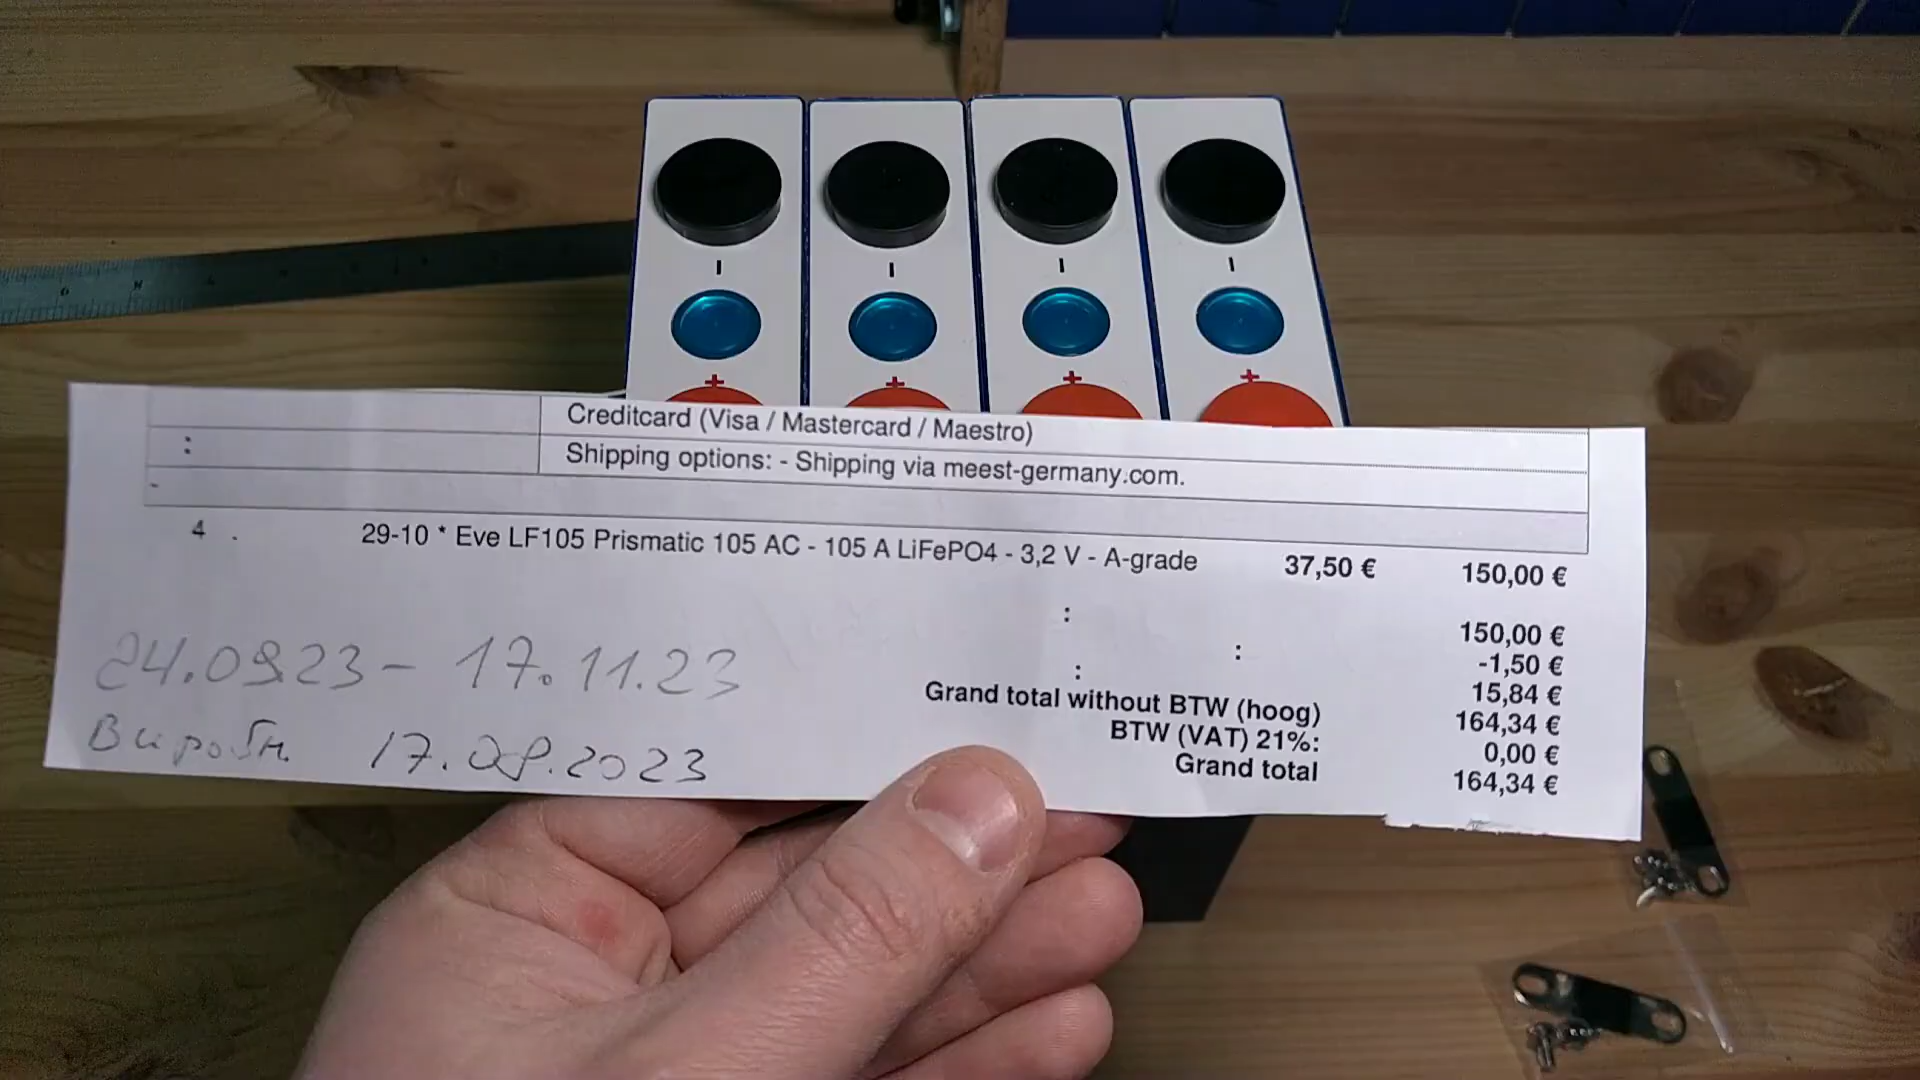 − − − −
+ + + +
Creditcard (Visa / Mastercard / Maestro)
: Shipping options: - Shipping via meest-germany.com.
-
4 . 29-10 * Eve LF105 Prismatic 105 AC - 105 A LiFePO4 - 3,2 V - A-grade 37,50 € 150,00 €
: 150,00 €
: -1,50 €
: 15,84 €
Grand total without BTW (hoog) 164,34 €
BTW (VAT) 21%: 0,00 €
Grand total 164,34 €
24.09.23 - 17.11.23
Виробн. 17.08.2023